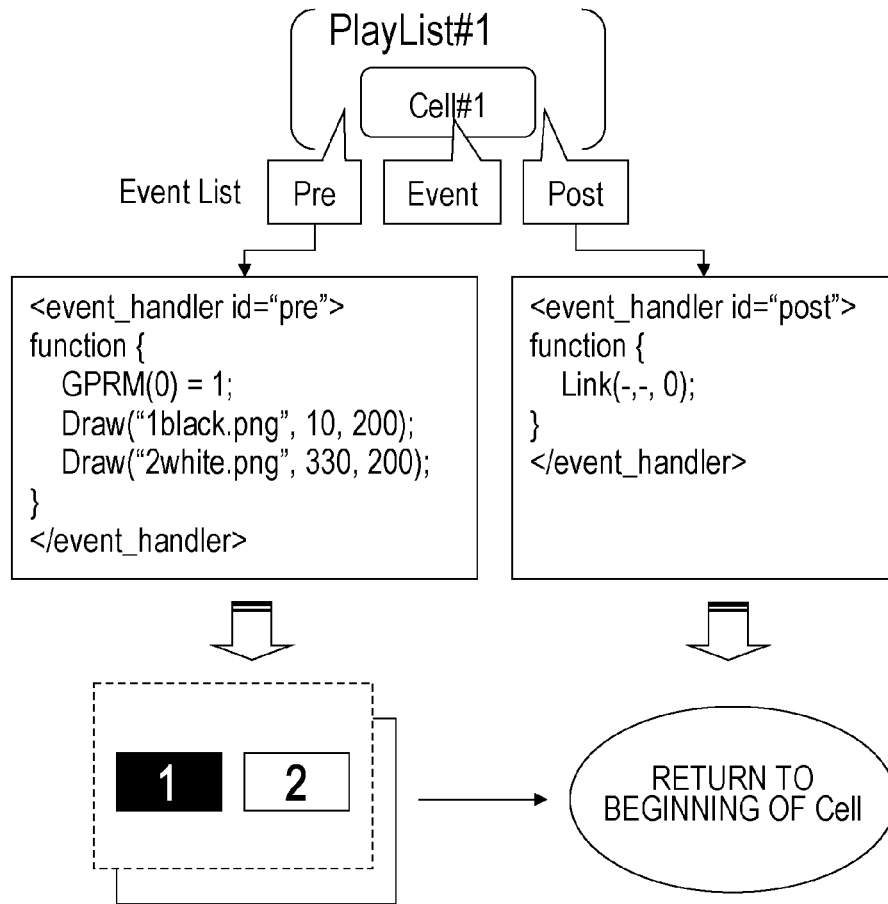 PlayList#1
Cell#1
Event List
Pre
Event
Post
<event_handler id=“pre”>
function {
GPRM(0) = 1;
Draw(“1black.png”, 10, 200);
Draw(“2white.png”, 330, 200);
}
</event_handler>
<event_handler id=“post”>
function {
Link(-,-, 0);
}
</event_handler>
1
2
RETURN TO
BEGINNING OF Cell